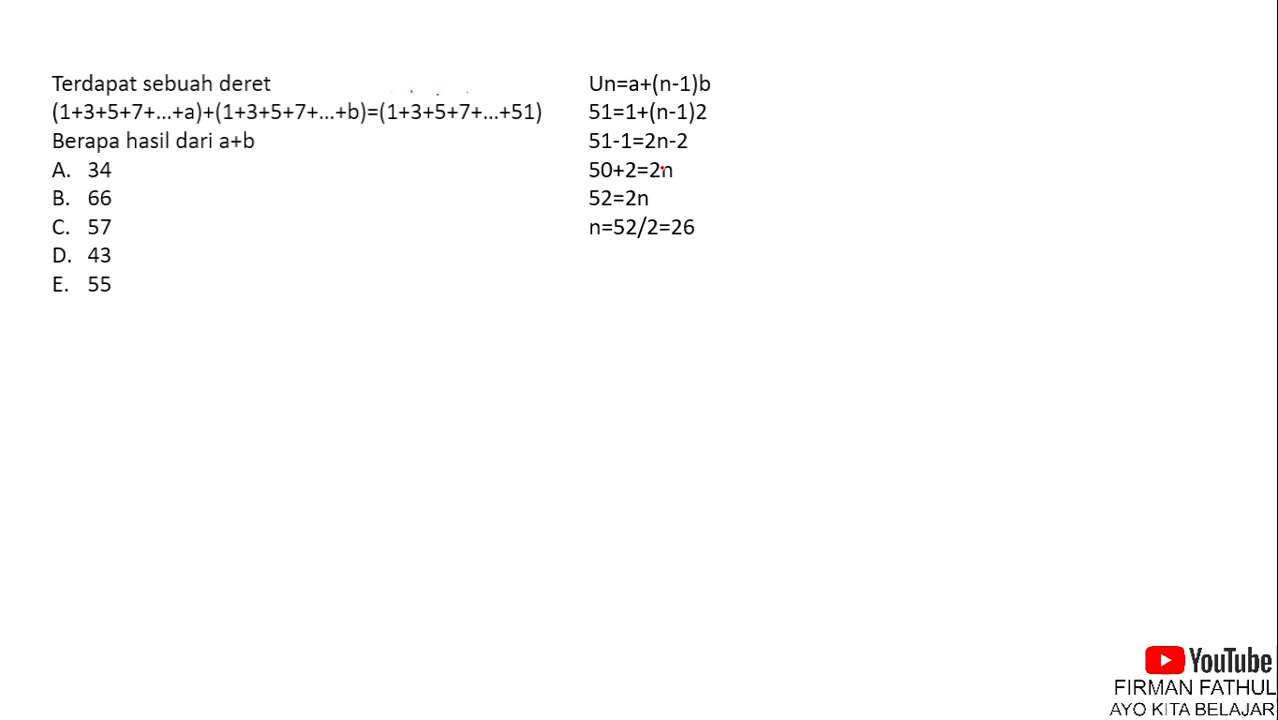 Terdapat sebuah deret
(1+3+5+7+...+a)+(1+3+5+7+...+b)=(1+3+5+7+...+51)
Berapa hasil dari a+b
A. 34
B. 66
C. 57
D. 43
E. 55
Un=a+(n-1)b
51=1+(n-1)2
51-1=2n-2
50+2=2n
52=2n
n=52/2=26
YouTube
FIRMAN FATHUL
AYO KITA BELAJAR